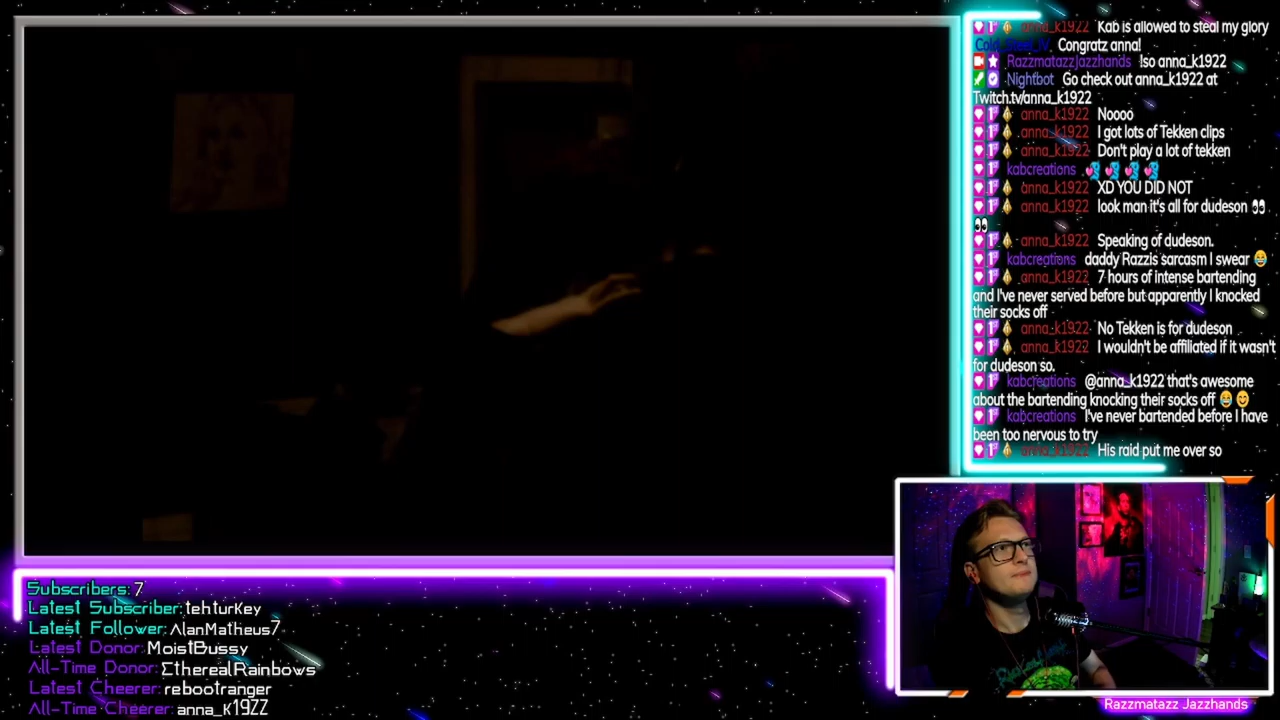 anna_k1922 Kab is allowed to steal my glory
Cold_Steel_IV Congratz anna!
RazzmatazzJazzhands !so anna_k1922
Nightbot Go check out anna_k1922 at
Twitch.tv/anna_k1922
anna_k1922 Noooo
anna_k1922 I got lots of Tekken clips
anna_k1922 Don't play a lot of tekken
kabcreations
anna_k1922 XD YOU DID NOT
anna_k1922 look man it's all for dudeson 👀
👀
anna_k1922 Speaking of dudeson.
kabcreations daddy Razzis sarcasm I swear 😂
anna_k1922 7 hours of intense bartending
and I've never served before but apparently I knocked
their socks off
anna_k1922 No Tekken is for dudeson
anna_k1922 I wouldn't be affiliated if it wasn't
for dudeson so.
kabcreations @anna_k1922 that's awesome
about the bartending knocking their socks off 😂😊
kabcreations I've never bartended before I have
been too nervous to try
anna_k1922 His raid put me over so
Subscribers: 7
Latest Subscriber: tehturkey
Latest Follower: AlanMatheus7
Latest Donor: MoistBussy
All-Time Donor: EtherealRainbows
Latest Cheerer: rebootranger
All-Time Cheerer: anna_k1922
Razzmatazz Jazzhands